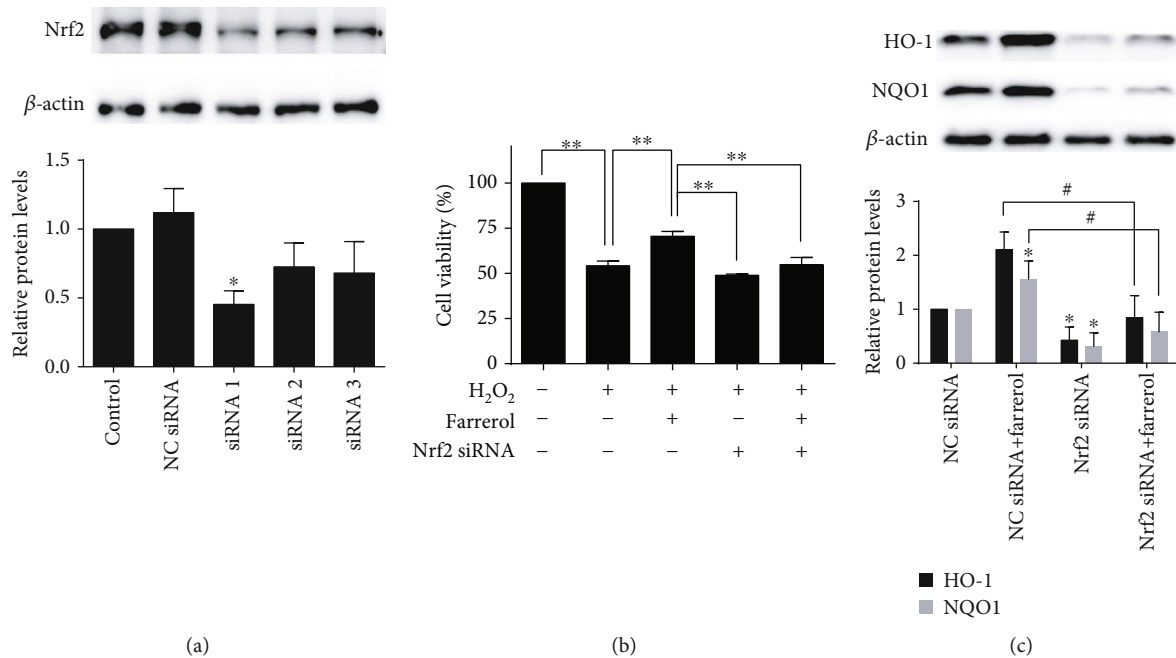 Nrf2
β-actin
Relative protein levels
1.5
1.0
0.5
0.0
*
Control
NC siRNA
siRNA 1
siRNA 2
siRNA 3
(a)
Cell viability (%)
100
75
50
25
0
**
**
**
**
H₂O₂ − + + + +
Farrerol − − + − +
Nrf2 siRNA − − − + +
(b)
HO-1
NQO1
β-actin
Relative protein levels
3
2
1
0
#
#
*
*
*
NC siRNA
NC siRNA+farrerol
Nrf2 siRNA
Nrf2 siRNA+farrerol
HO-1
NQO1
(c)